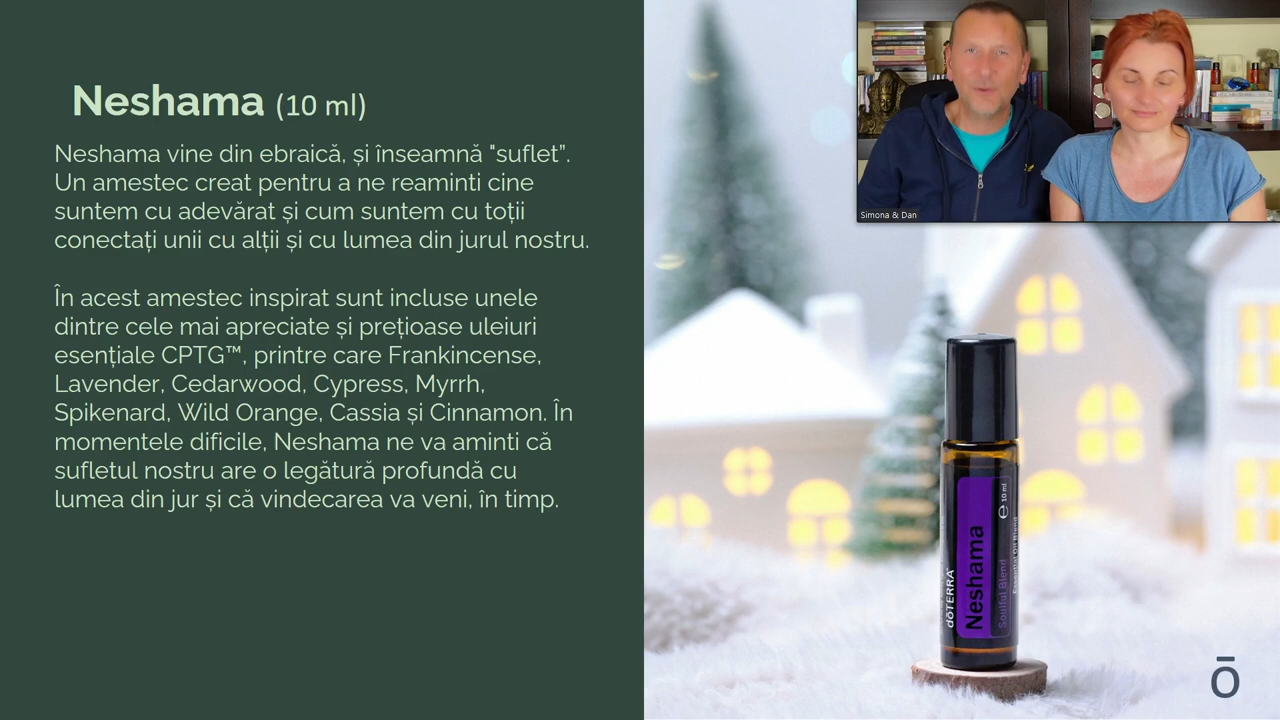 Neshama (10 ml)
Neshama vine din ebraică, și înseamnă "suflet”.
Un amestec creat pentru a ne reaminti cine
suntem cu adevărat și cum suntem cu toții
conectați unii cu alții și cu lumea din jurul nostru.
În acest amestec inspirat sunt incluse unele
dintre cele mai apreciate și prețioase uleiuri
esențiale CPTG™, printre care Frankincense,
Lavender, Cedarwood, Cypress, Myrrh,
Spikenard, Wild Orange, Cassia și Cinnamon. În
momentele dificile, Neshama ne va aminti că
sufletul nostru are o legătură profundă cu
lumea din jur și că vindecarea va veni, în timp.
Simona & Dan
dōTERRA
Neshama
Soulful Blend
Essential Oil Blend
e 10 ml
ō